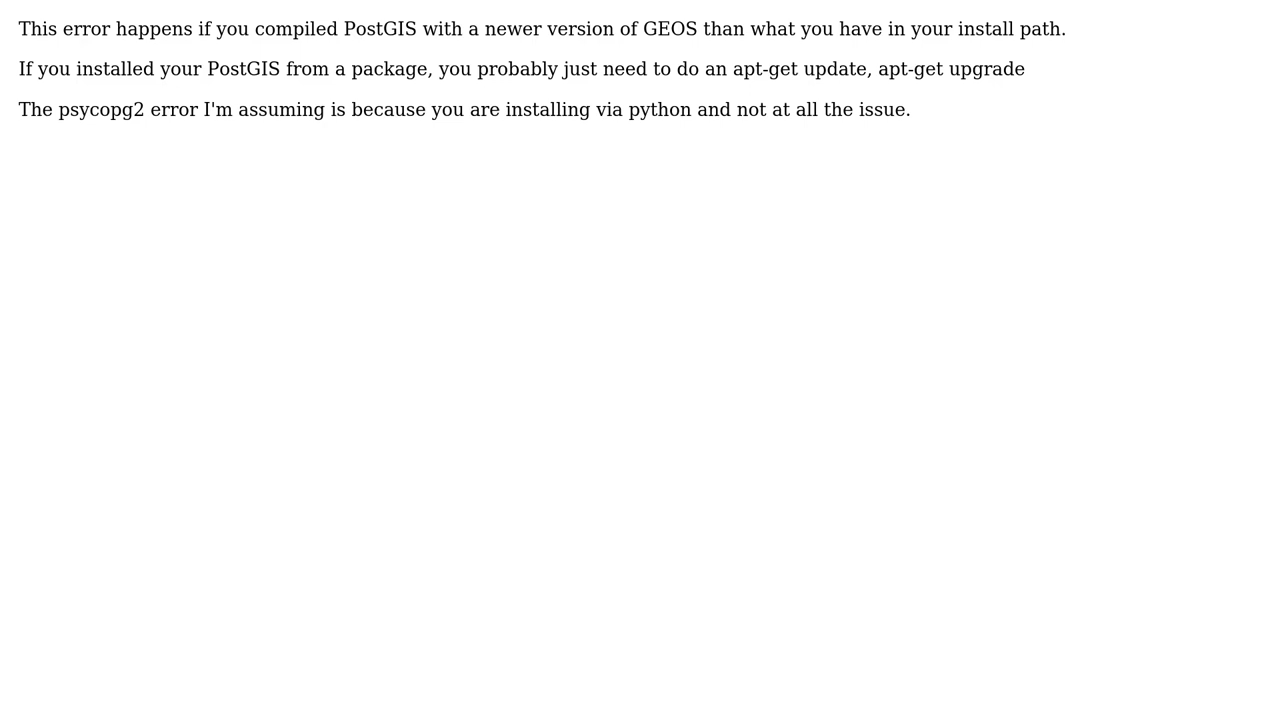 This error happens if you compiled PostGIS with a newer version of GEOS than what you have in your install path.
If you installed your PostGIS from a package, you probably just need to do an apt-get update, apt-get upgrade
The psycopg2 error I'm assuming is because you are installing via python and not at all the issue.